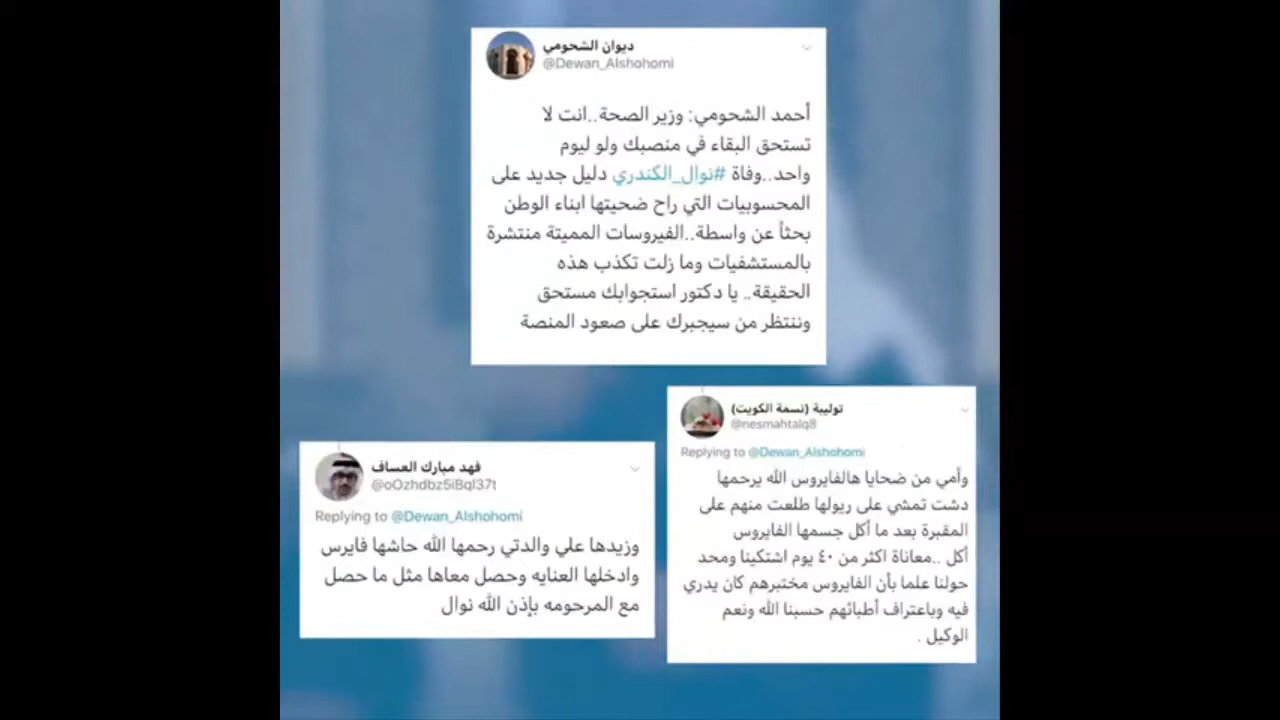 ديوان الشحومي
@Dewan_Alshohomi
أحمد الشحومي: وزير الصحة..انت لا
تستحق البقاء في منصبك ولو ليوم
واحد..وفاة #نوال_الكندري دليل جديد على
المحسوبيات التي راح ضحيتها ابناء الوطن
بحثاً عن واسطة..الفيروسات المميتة منتشرة
بالمستشفيات وما زلت تكذب هذه
الحقيقة.. يا دكتور استجوابك مستحق
وننتظر من سيجبرك على صعود المنصة
توليبة (نسمة الكويت)
@nesmahtalq8
Replying to @Dewan_Alshohomi
وأمي من ضحايا هالفايروس الله يرحمها
دشت تمشي على ريولها طلعت منهم على
المقبرة بعد ما أكل جسمها الفايروس
أكل ..معاناة اكثر من ٤٠ يوم اشتكينا ومحد
حولنا علما بأن الفايروس مختبرهم كان يدري
فيه وباعتراف أطبائهم حسبنا الله ونعم
الوكيل .
فهد مبارك العساف
@oOzhdbz5iBql37t
Replying to @Dewan_Alshohomi
وزيدها علي والدتي رحمها الله حاشها فايرس
وادخلها العنايه وحصل معاها مثل ما حصل
مع المرحومه بإذن الله نوال